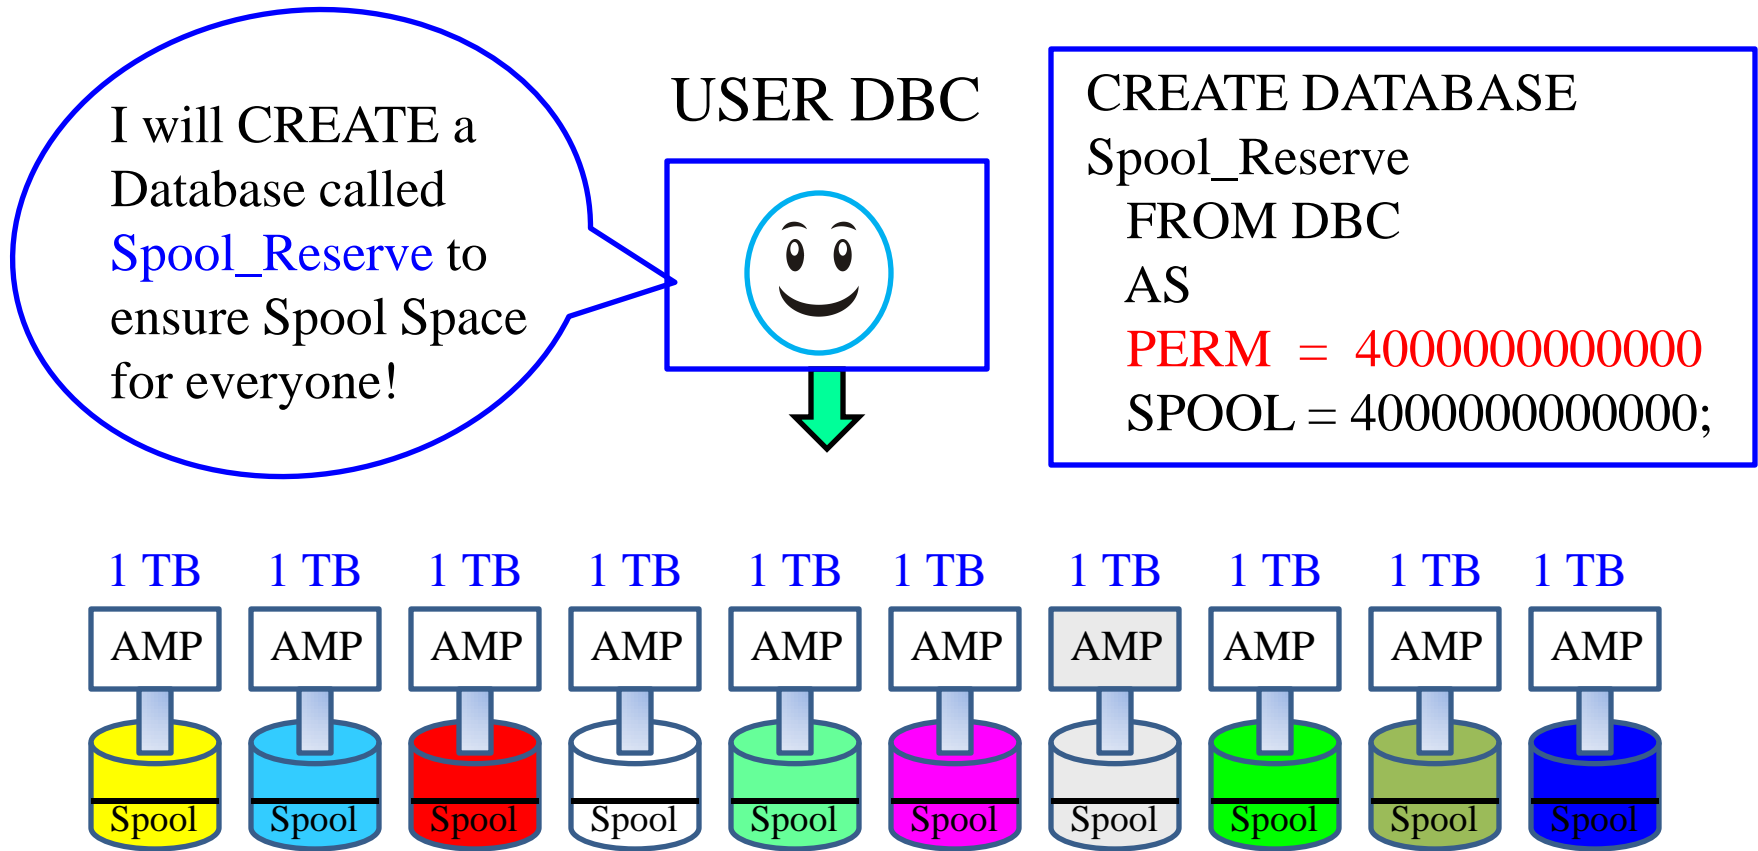 I will CREATE a
Database called
Spool_Reserve to
ensure Spool Space
for everyone!
USER DBC
CREATE DATABASE
Spool_Reserve
FROM DBC
AS
PERM = 4000000000000
SPOOL = 4000000000000;
1 TB 1 TB 1 TB 1 TB 1 TB 1 TB 1 TB 1 TB 1 TB 1 TB
AMP AMP AMP AMP AMP AMP AMP AMP AMP AMP
Spool Spool Spool Spool Spool Spool Spool Spool Spool Spool